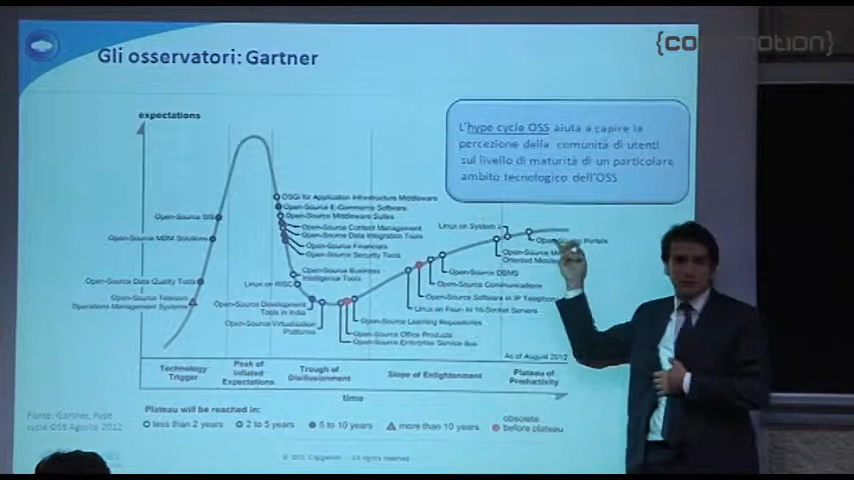 {codemotion}
Gli osservatori: Gartner
expectations
L'hype cycle OSS aiuta a capire la
percezione della comunità di utenti
sul livello di maturità di un particolare
ambito tecnologico dell'OSS
OSGi for Application Infrastructure Middleware
Open-Source E-Commerce Software
Open-Source Middleware Suites
Open-Source Content Management
Open-Source Data Integration Tools
Open-Source Financials
Open-Source Security Tools
Open-Source SIS
Open-Source MDM Solutions
Open-Source Data Quality Tools
Open-Source Telecom
Operations Management Systems
Open-Source Business
Intelligence Tools
Linux on RISC
Open-Source Development
Tools in India
Open-Source Virtualization
Platforms
Linux on System z
Portals
Open-Source
Oriented
Open-Source DBMS
Open-Source Communications
Open-Source Software in IP Telephony
Linux on Four- to 16-Socket Servers
Open-Source Learning Repositories
Open-Source Office Products
Open-Source Enterprise Service Bus
As of August 2012
Technology
Trigger
Peak of
Inflated
Expectations
Trough of
Disillusionment
Slope of Enlightenment
Plateau of
Productivity
time
Plateau will be reached in:
less than 2 years
2 to 5 years
5 to 10 years
more than 10 years
obsolete
before plateau
Fonte: Gartner, Hype
cycle OSS Agosto 2012
All rights reserved